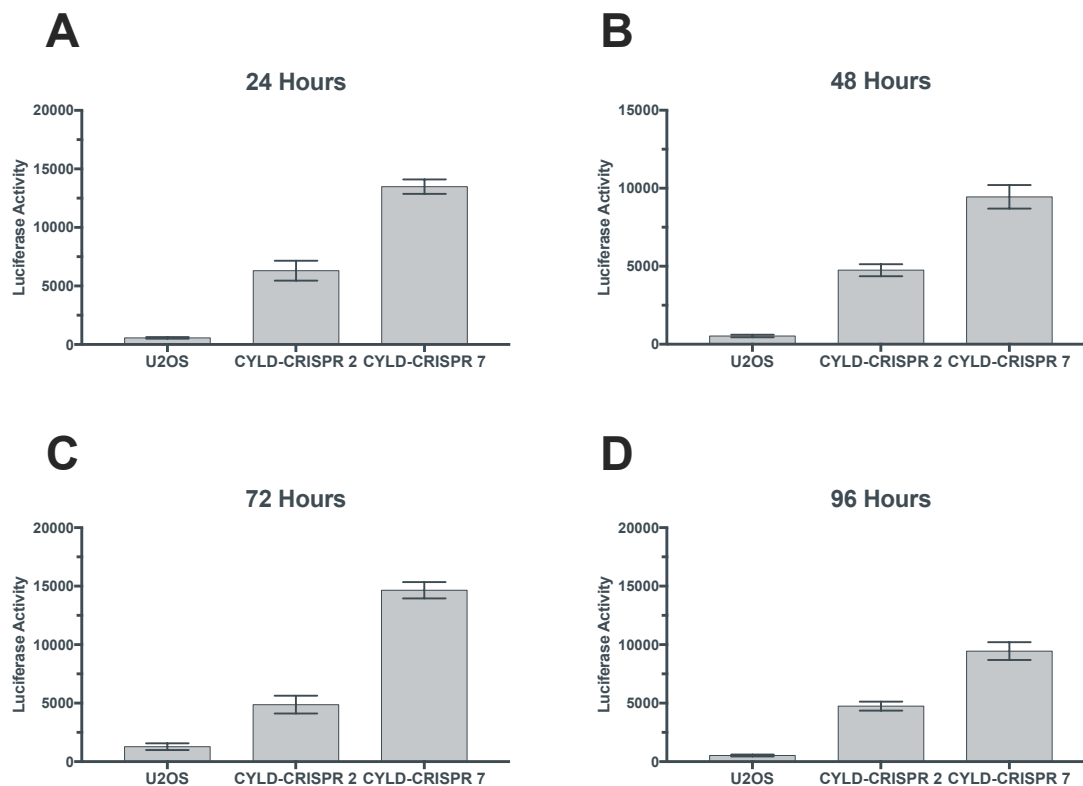 A
24 Hours
Luciferase Activity
20000
15000
10000
5000
0
U2OS
CYLD-CRISPR 2
CYLD-CRISPR 7
B
48 Hours
Luciferase Activity
15000
10000
5000
0
U2OS
CYLD-CRISPR 2
CYLD-CRISPR 7
C
72 Hours
Luciferase Activity
20000
15000
10000
5000
0
U2OS
CYLD-CRISPR 2
CYLD-CRISPR 7
D
96 Hours
Luciferase Activity
20000
15000
10000
5000
0
U2OS
CYLD-CRISPR 2
CYLD-CRISPR 7